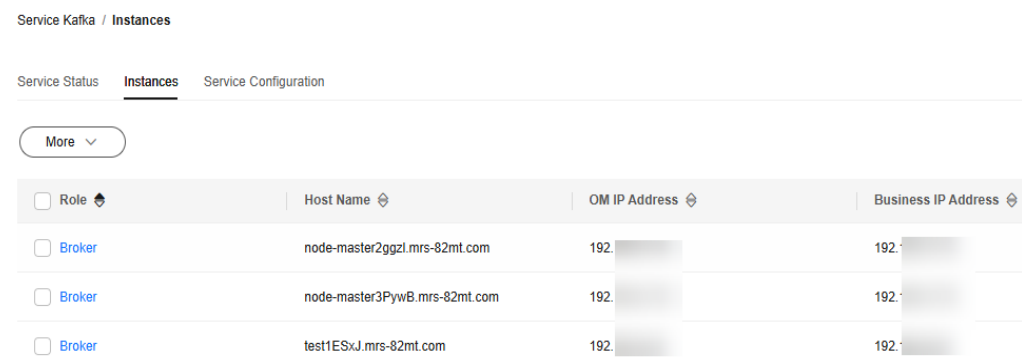 Service Kafka / Instances
Service Status Instances Service Configuration
More
Role Host Name OM IP Address Business IP Address
Broker node-master2ggzl.mrs-82mt.com 192. 192.
Broker node-master3PywB.mrs-82mt.com 192. 192.
Broker test1ESxJ.mrs-82mt.com 192. 192.